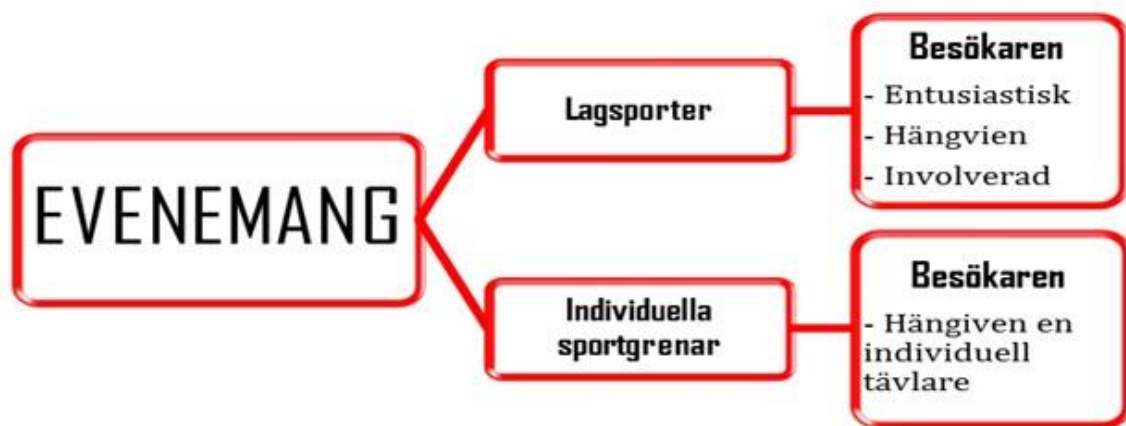 EVENEMANG
Lagsporter
Besökaren
- Entusiastisk
- Hängvien
- Involverad
Individuella
sportgrenar
Besökaren
- Hängiven en
individuell
tävlare